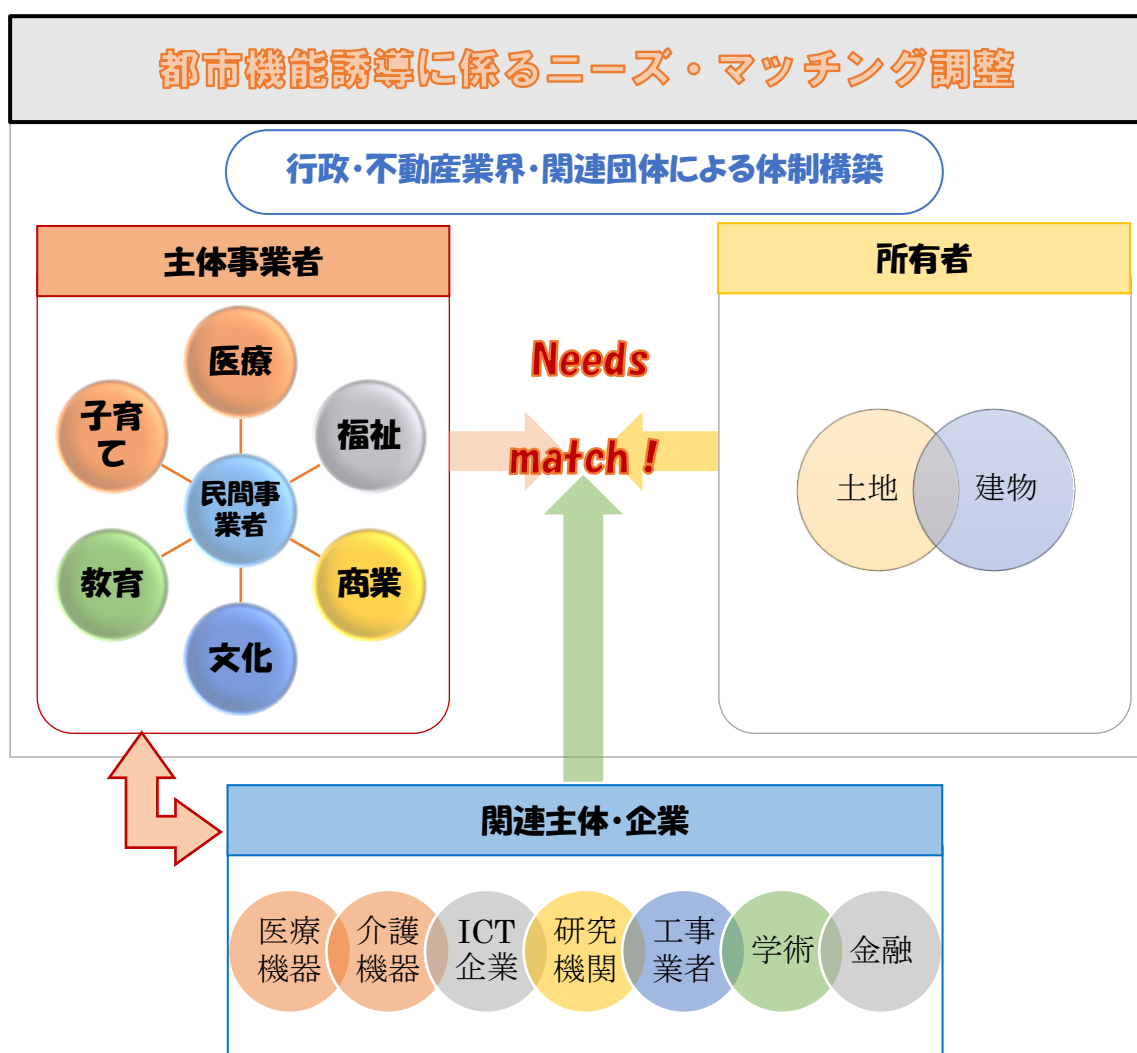 都市機能誘導に係るニーズ・マッチング調整
行政・不動産業界・関連団体による体制構築
主体事業者
医療
福祉
商業
文化
教育
子育
て
民間事
業者
Needs
match！
所有者
土地
建物
関連主体・企業
医療
機器
介護
機器
ICT
企業
研究
機関
工事
業者
学術
金融